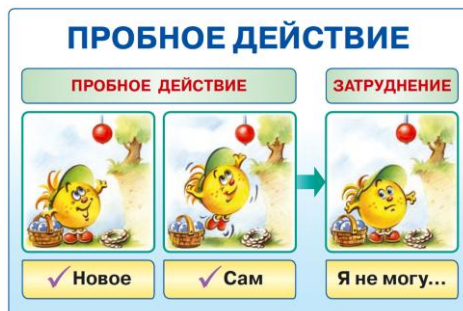 ПРОБНОЕ ДЕЙСТВИЕ
ПРОБНОЕ ДЕЙСТВИЕ
ЗАТРУДНЕНИЕ
Новое
Сам
Я не могу...